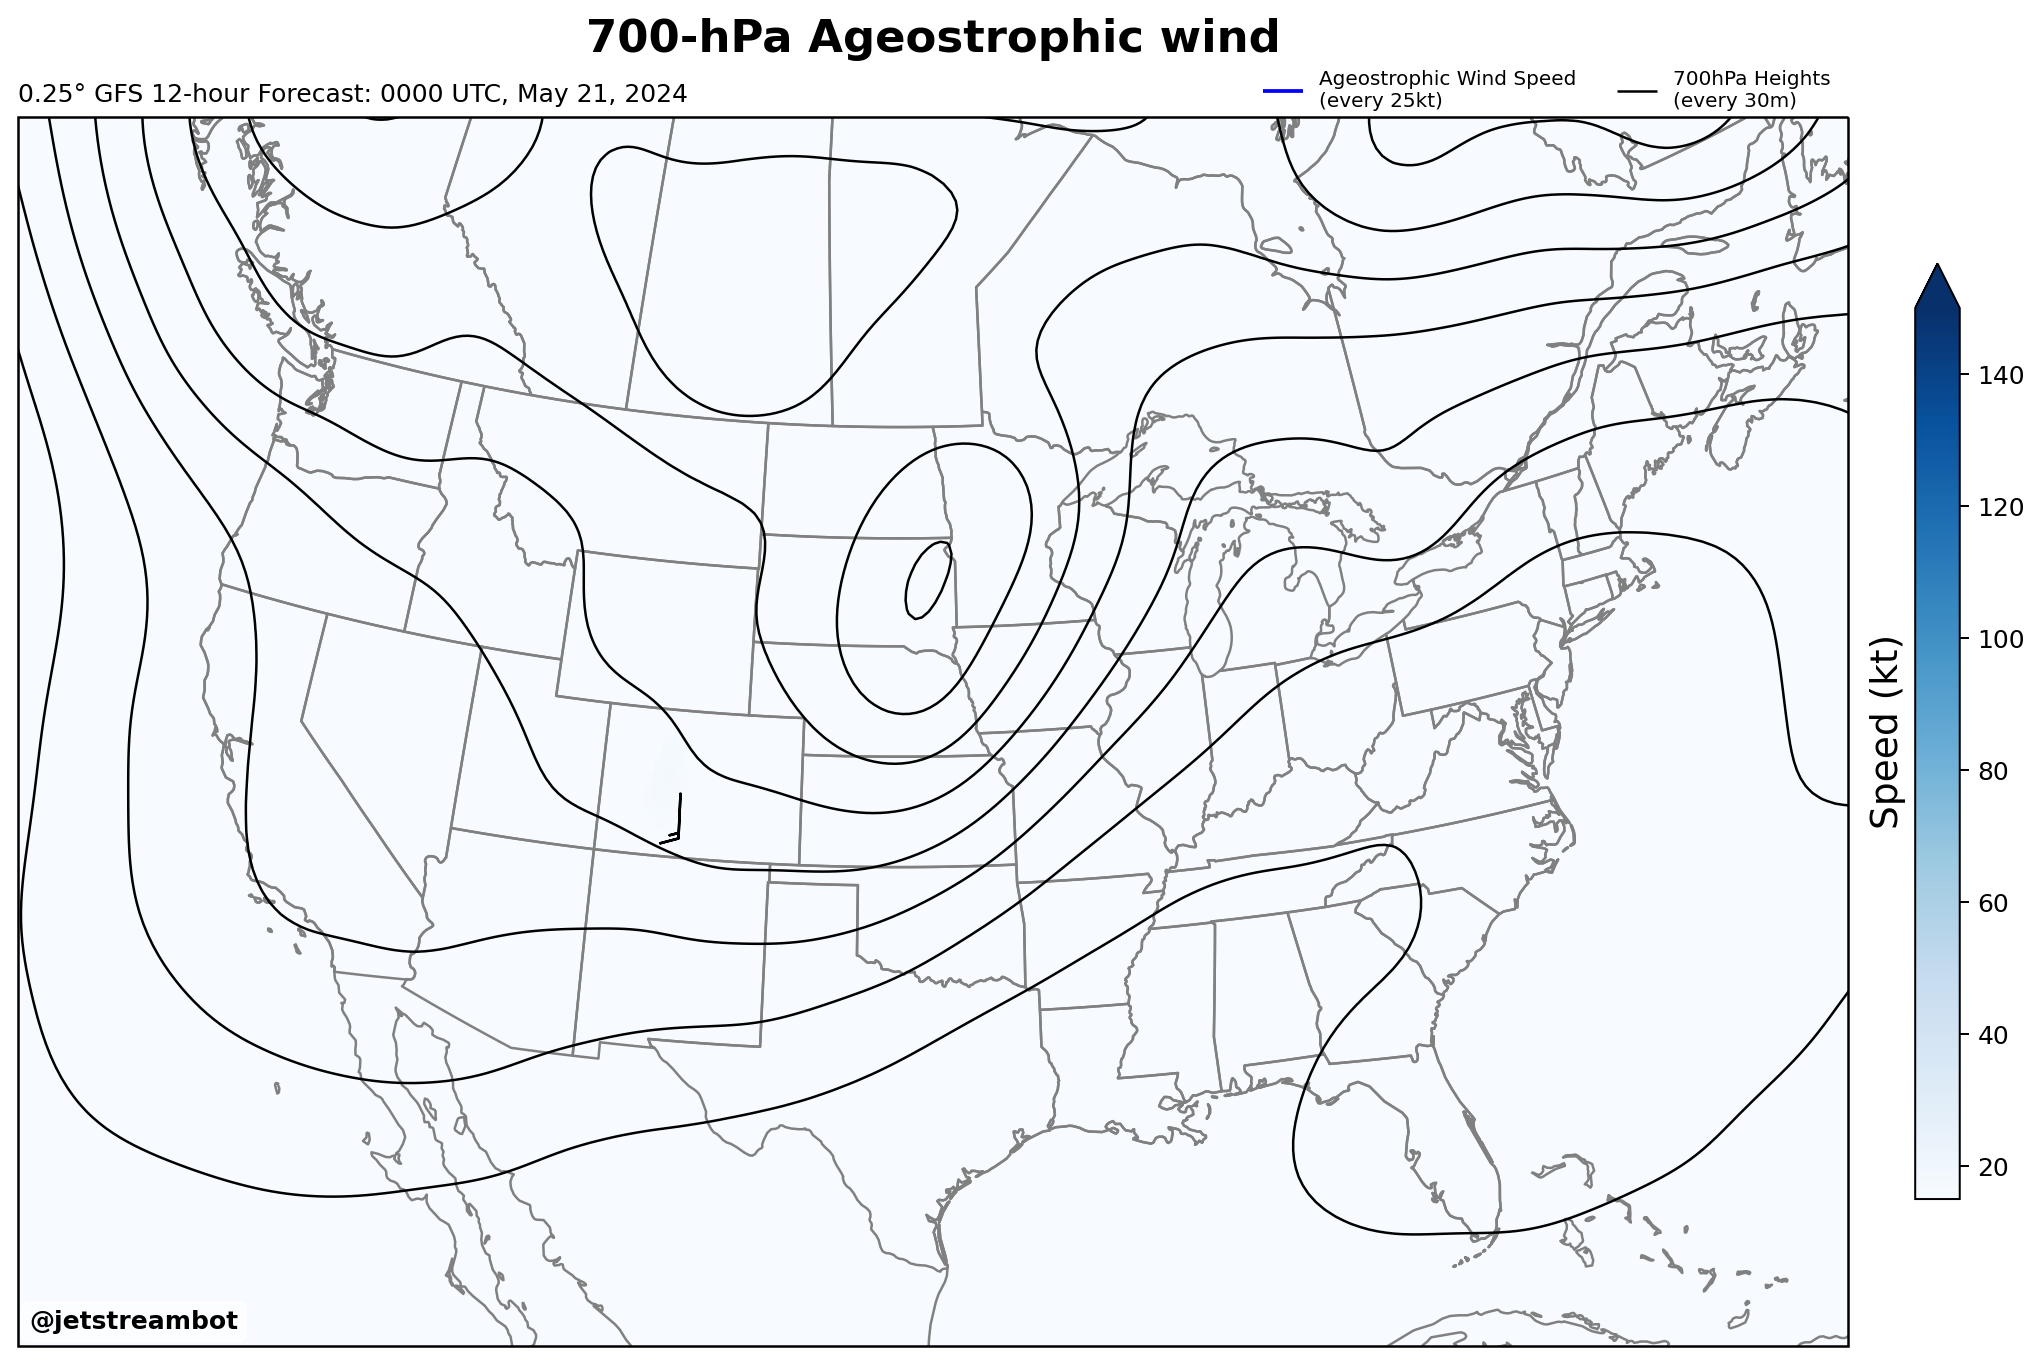 700-hPa Ageostrophic wind
0.25° GFS 12-hour Forecast: 0000 UTC, May 21, 2024
Ageostrophic Wind Speed
(every 25kt)
700hPa Heights
(every 30m)
140
120
100
80
60
40
20
Speed (kt)
@jetstreambot